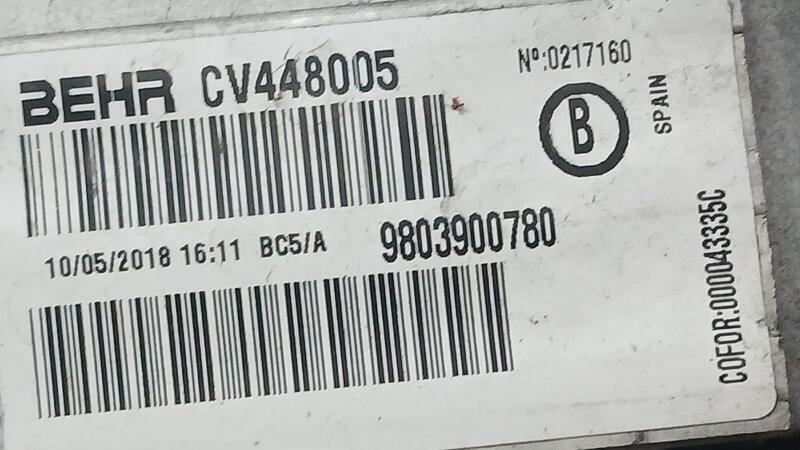 BEHR CV448005
Nº:0217160
B
SPAIN
10/05/2018 16:11 BC5/A 9803900780
COFOR:000043335C